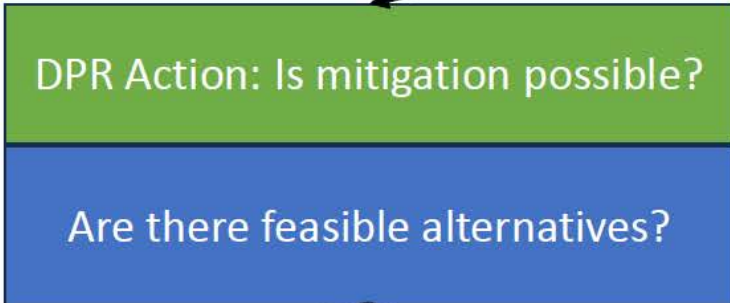 DPR Action: Is mitigation possible?
Are there feasible alternatives?